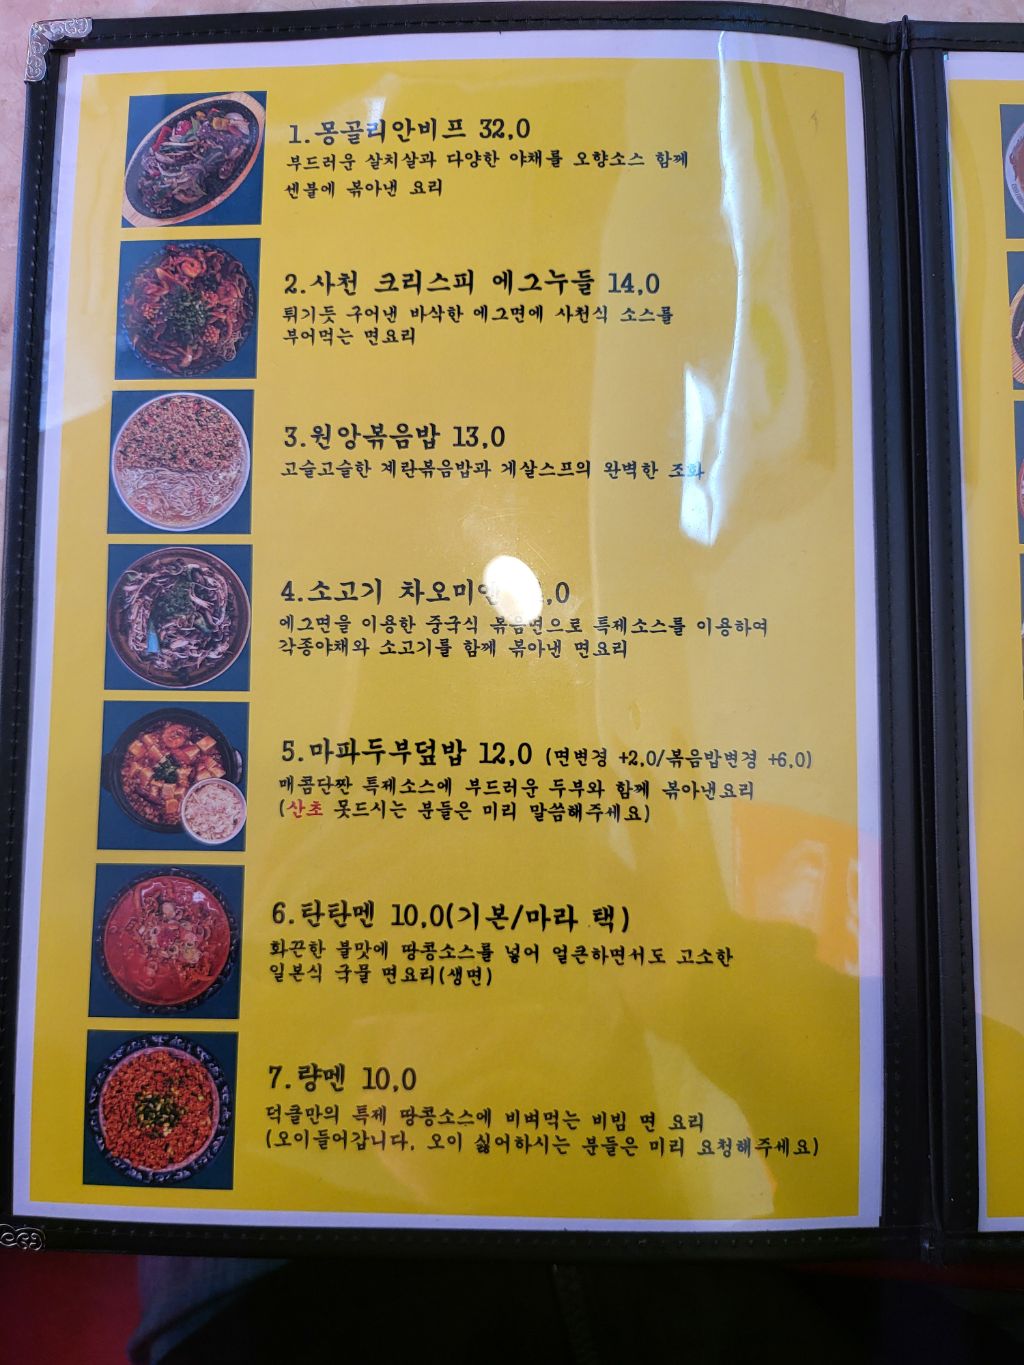 1.몽골리안비프 32,0
부드러운 살치살과 다양한 야채를 오향소스 함께
센불에 볶아낸 요리
2.사천 크리스피 에그누들 14,0
튀기듯 구어낸 바삭한 에그면에 사천식 소스를
부어먹는 면요리
3.원앙볶음밥 13,0
고슬고슬한 계란볶음밥과 게살스프의 완벽한 조화
4.소고기
에그면을 이용한 중국식 볶음면으로 특제소스를 이용하여
각종야채와 소고기를 함께 볶아낸 면요리
5.마파두부덮밥 12,0 (면변경 +2,0/볶음밥변경 +6,0)
매콤단짠 특제소스에 부드러운 두부와 함께 볶아낸요리
(산초 못드시는 분들은 미리 말씀해주세요)
6.탄탄멘 10,0(기본/마라 택)
화끈한 불맛에 땅콩소스를 넣어 얼큰하면서도 고소한
일본식 국물 면요리(생면)
7.량멘 10,0
덕클만의 특제 땅콩소스에 비벼먹는 비빔 면 요리
(오이들어갑니다, 오이 싫어하시는 분들은 미리 요청해주세요)